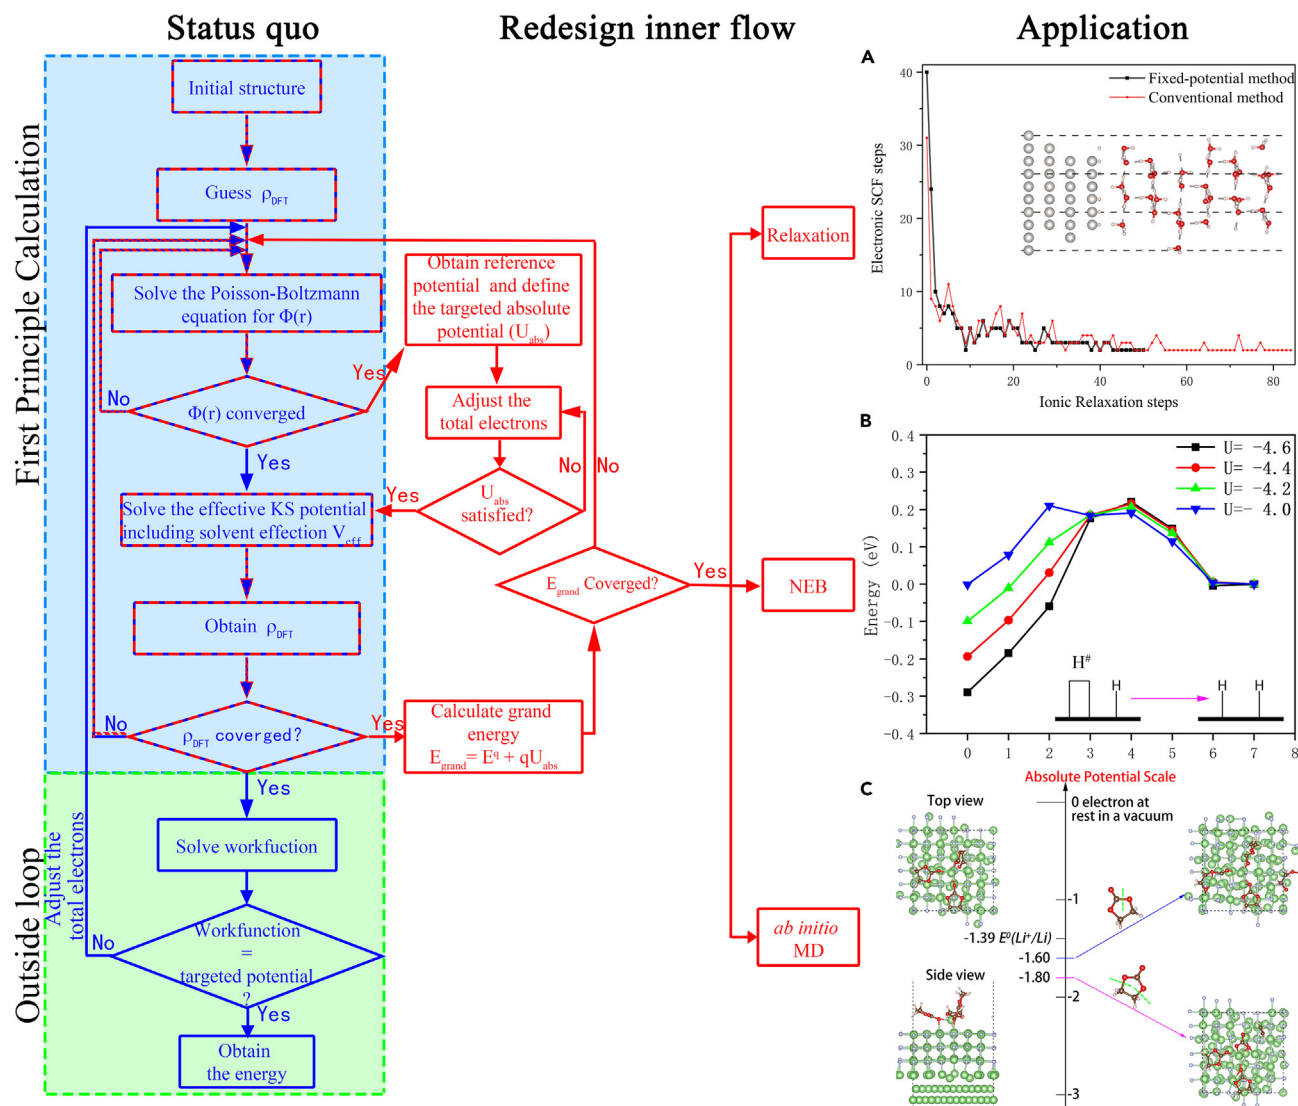 Status quo
Redesign inner flow
Application
First Principle Calculation
Initial structure
Guess ρDFT
Solve the Poisson-Boltzmann
equation for Φ(r)
No
Φ(r) converged
Yes
Yes
Solve the effective KS potential
including solvent effection Veff
Obtain ρDFT
No
ρDFT coverged?
Yes
Yes
Outside loop
Adjust the
total electrons
Solve workfuction
No
Workfunction
=
targeted potential
?
Yes
Obtain
the energy
Obtain reference
potential and define
the targeted absolute
potential (Uabs)
Adjust the
total electrons
No
No
Yes
Uabs
satisfied?
Egrand Coverged?
Yes
Calculate grand
energy
Egrand= Eq + qUabs
Relaxation
NEB
ab initio
MD
A
Electronic SCF steps
40
30
20
10
0
Fixed-potential method
Conventional method
0
20
40
60
80
Ionic Relaxation steps
B
Energy (eV)
0.4
0.3
0.2
0.1
0.0
-0.1
-0.2
-0.3
-0.4
U= -4.6
U= -4.4
U= -4.2
U=- 4.0
H#
H
H
H
0
1
2
3
4
5
6
7
8
C
Absolute Potential Scale
Top view
0 electron at
rest in a vacuum
-1
-1.39 E0(Li+/Li)
-1.60
-1.80
Side view
-2
-3